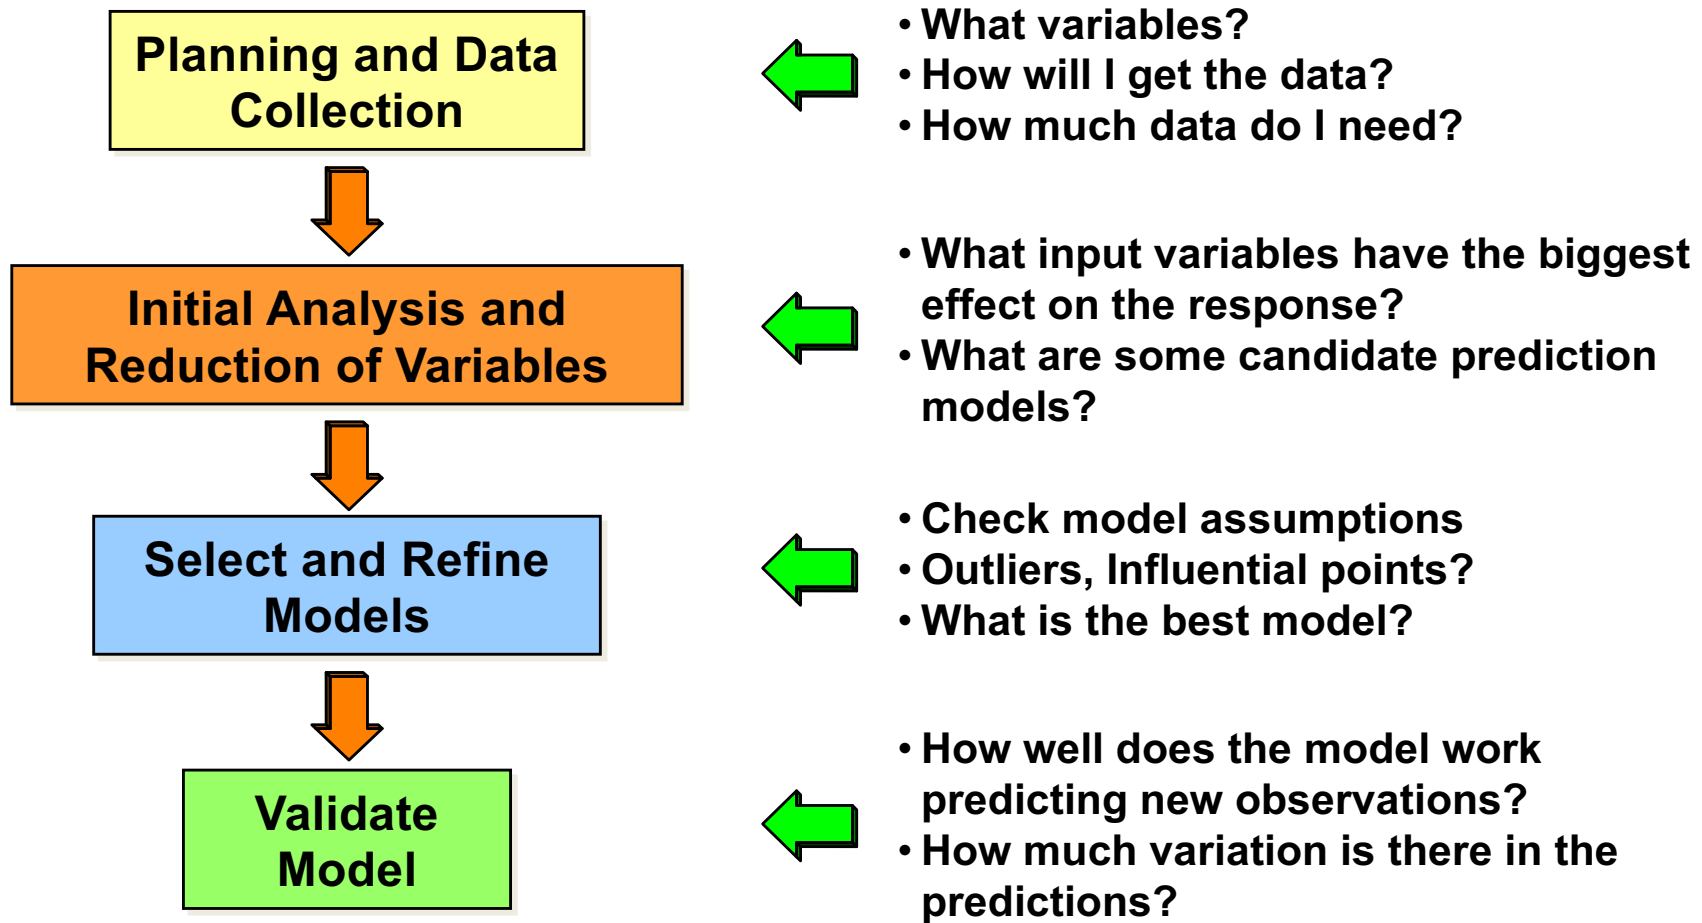 Planning and Data
Collection
• What variables?
• How will I get the data?
• How much data do I need?
Initial Analysis and
Reduction of Variables
• What input variables have the biggest
effect on the response?
• What are some candidate prediction
models?
Select and Refine
Models
• Check model assumptions
• Outliers, Influential points?
• What is the best model?
Validate
Model
• How well does the model work
predicting new observations?
• How much variation is there in the
predictions?